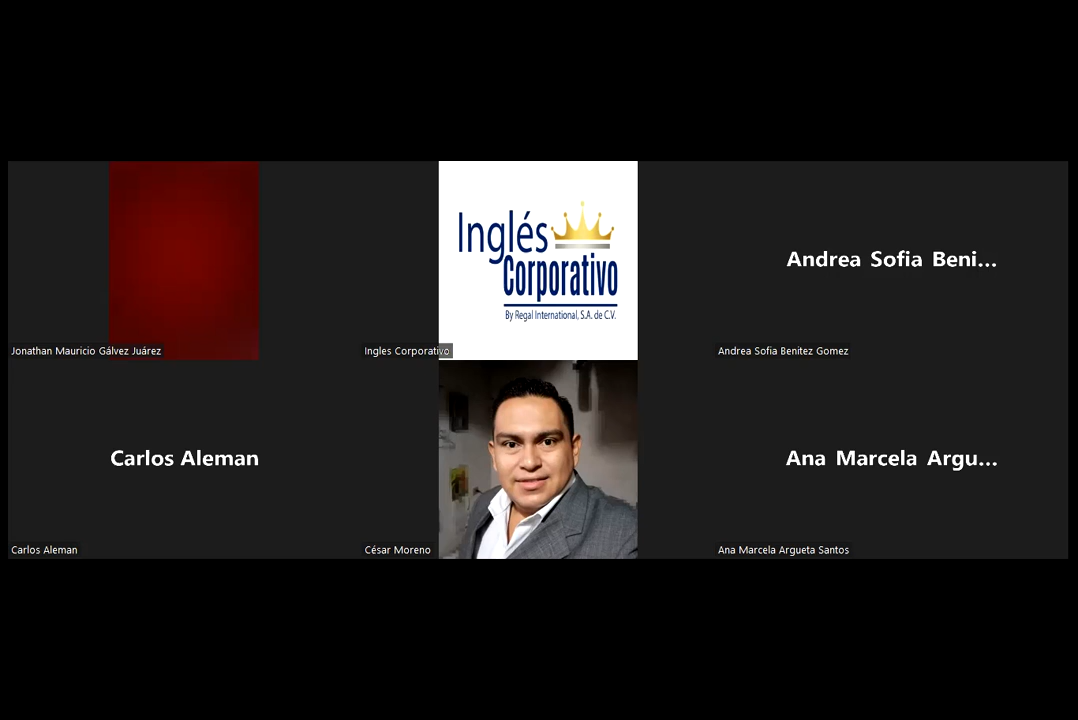 Inglés
Corporativo
By Regal International, S.A. de C.V.
Andrea Sofia Beni...
Jonathan Mauricio Gálvez Juárez
Ingles Corporativo
Andrea Sofia Benitez Gomez
Carlos Aleman
Ana Marcela Argu...
Carlos Aleman
César Moreno
Ana Marcela Argueta Santos